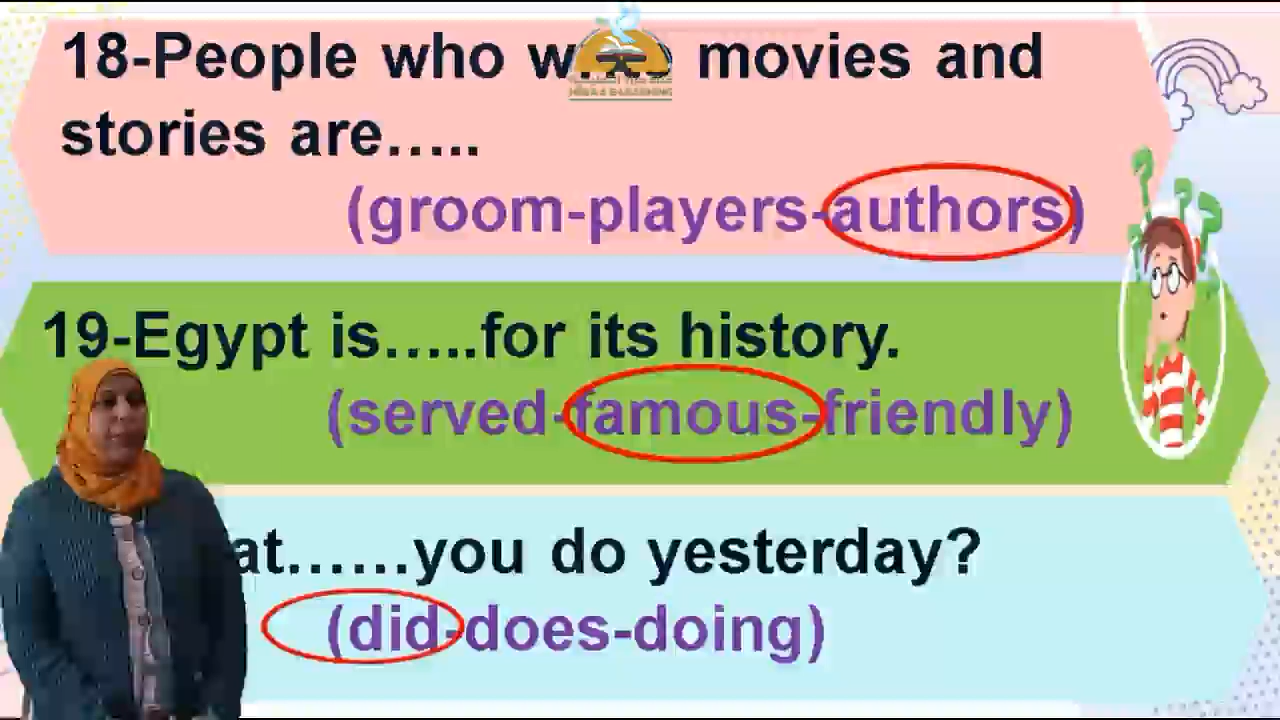 18-People who movies and
stories are.....
(groom-players-authors)
19-Egypt is.....for its history.
(served-famous-friendly)
at......you do yesterday?
(did-does-doing)